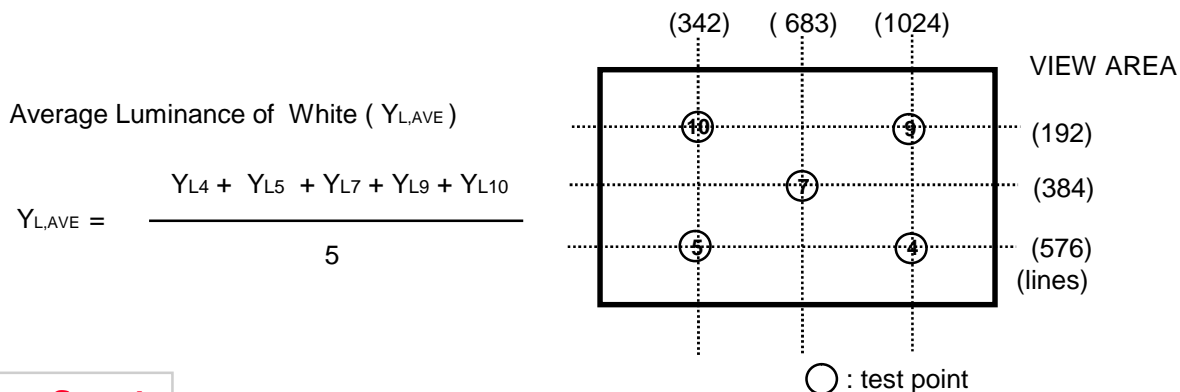 (342) ( 683) (1024)
VIEW AREA
Average Luminance of White ( YL,AVE )
10 9 (192)
YL4 + YL5 + YL7 + YL9 + YL10
7 (384)
YL,AVE =
5
5 4 (576)
(lines)
: test point